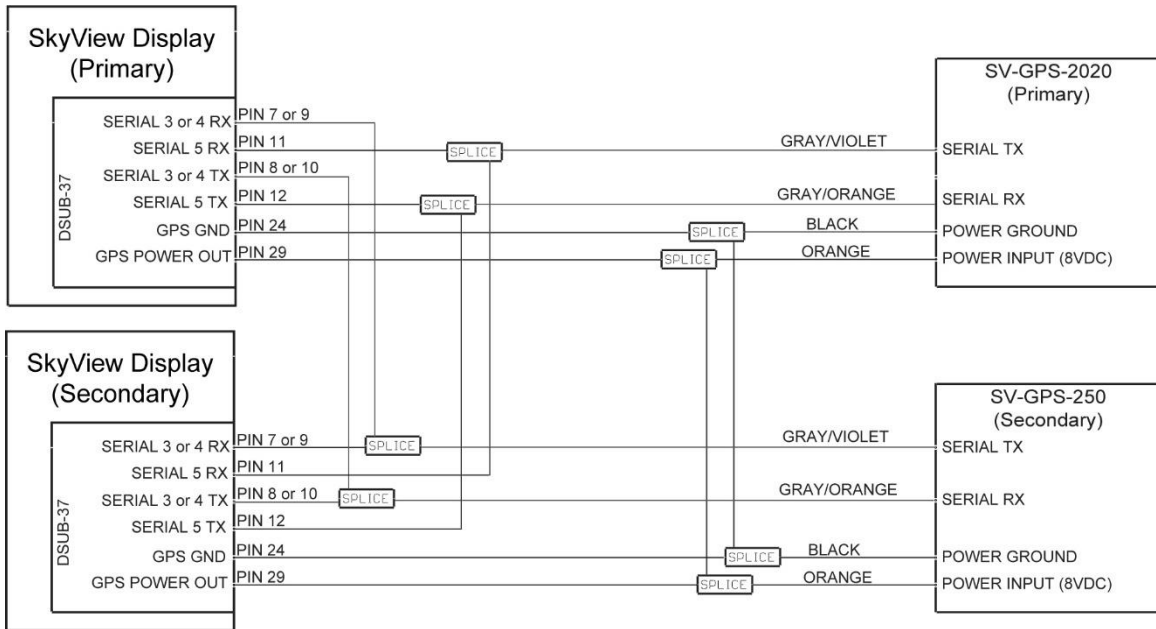 SkyView Display
(Primary)
DSUB-37
SERIAL 3 or 4 RX PIN 7 or 9
SERIAL 5 RX PIN 11
SERIAL 3 or 4 TX PIN 8 or 10
SERIAL 5 TX PIN 12
GPS GND PIN 24
GPS POWER OUT PIN 29
SPLICE
SPLICE
SPLICE
SPLICE
GRAY/VIOLET
GRAY/ORANGE
BLACK
ORANGE
SV-GPS-2020
(Primary)
SERIAL TX
SERIAL RX
POWER GROUND
POWER INPUT (8VDC)
SkyView Display
(Secondary)
DSUB-37
SERIAL 3 or 4 RX PIN 7 or 9
SERIAL 5 RX PIN 11
SERIAL 3 or 4 TX PIN 8 or 10
SERIAL 5 TX PIN 12
GPS GND PIN 24
GPS POWER OUT PIN 29
SPLICE
SPLICE
SPLICE
SPLICE
GRAY/VIOLET
GRAY/ORANGE
BLACK
ORANGE
SV-GPS-250
(Secondary)
SERIAL TX
SERIAL RX
POWER GROUND
POWER INPUT (8VDC)